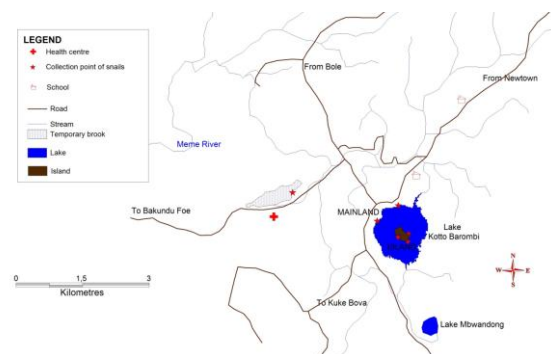 LEGEND
Health centre
Collection point of snails
School
Road
Stream
Temporary brook
Lake
Island
From Bole
From Newtown
Meme River
To Bakundu Foe
MAINLAND
Lake
Kotto Barombi
0 1,5 3
Kilometres
To Kuke Bova
Lake Mbwandong
N
W E
S